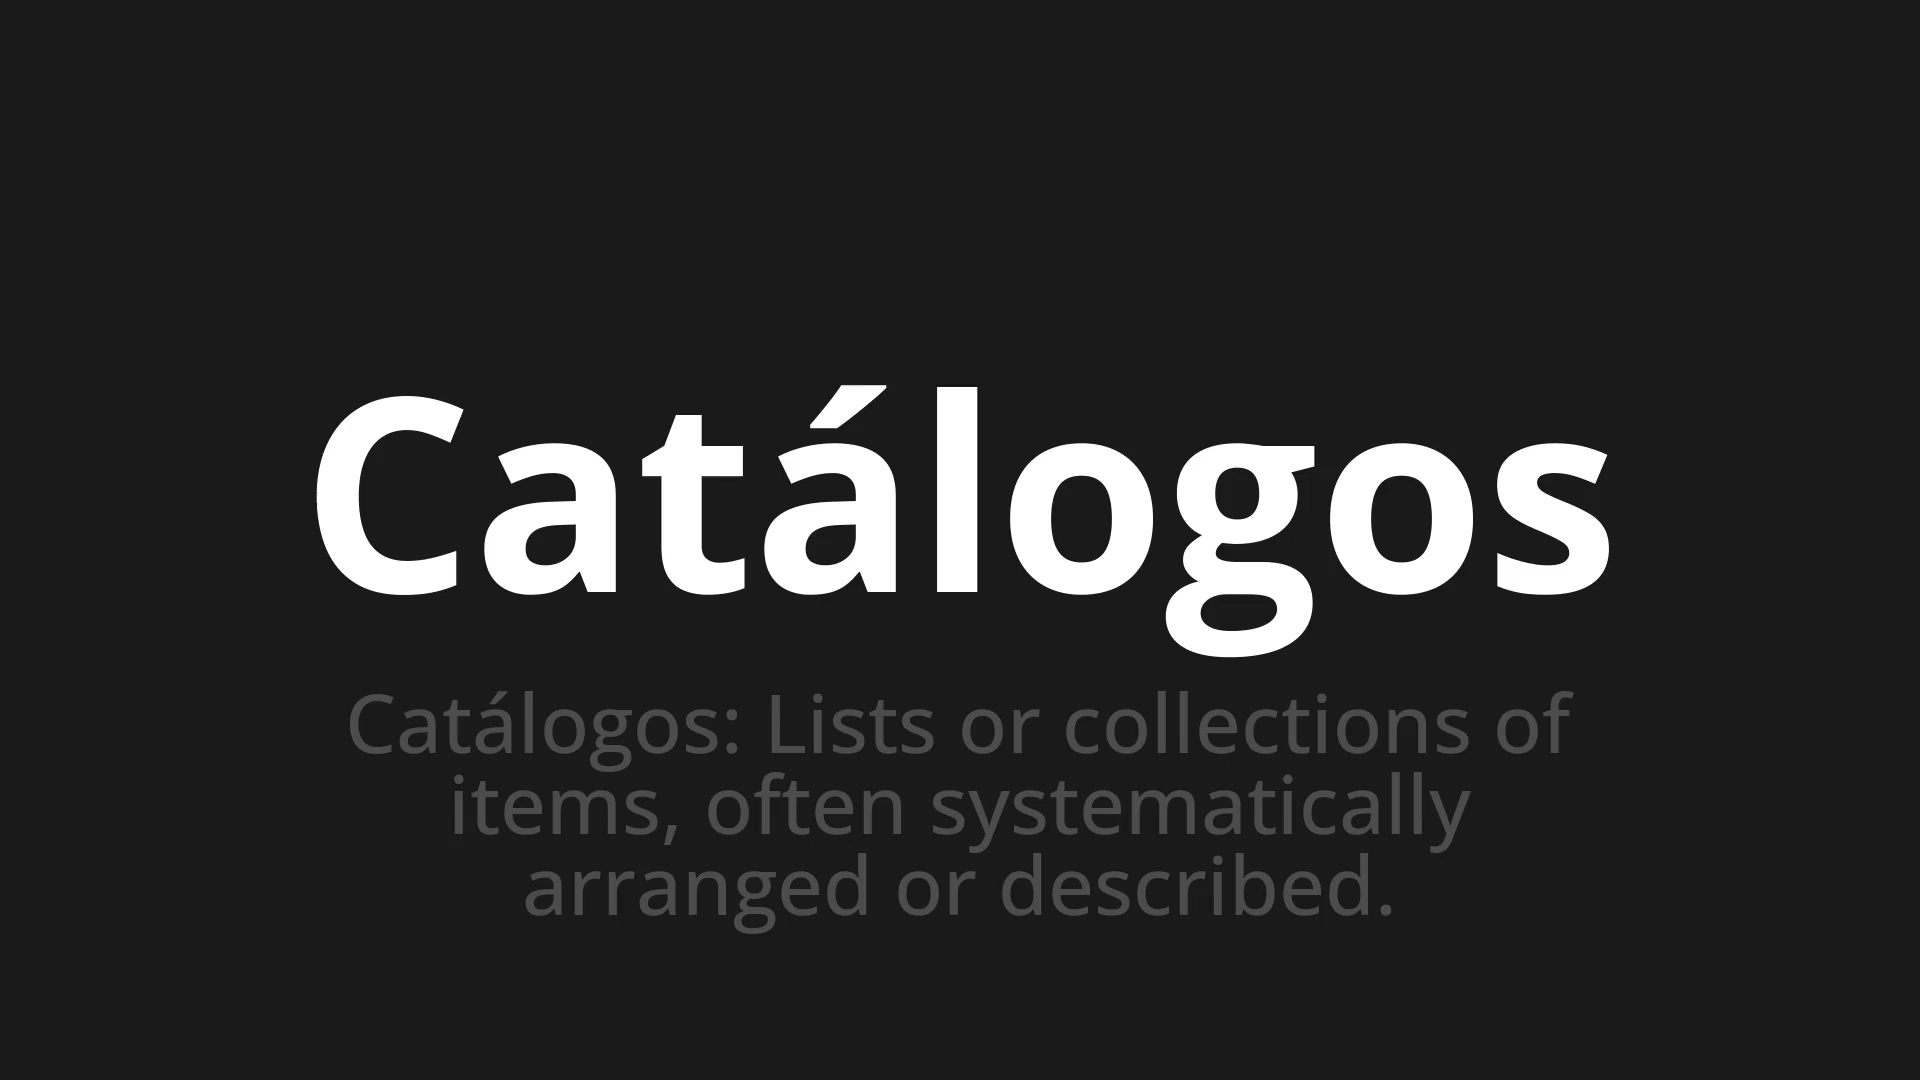 Catálogos
Catálogos: Lists or collections of
items, often systematically
arranged or described.